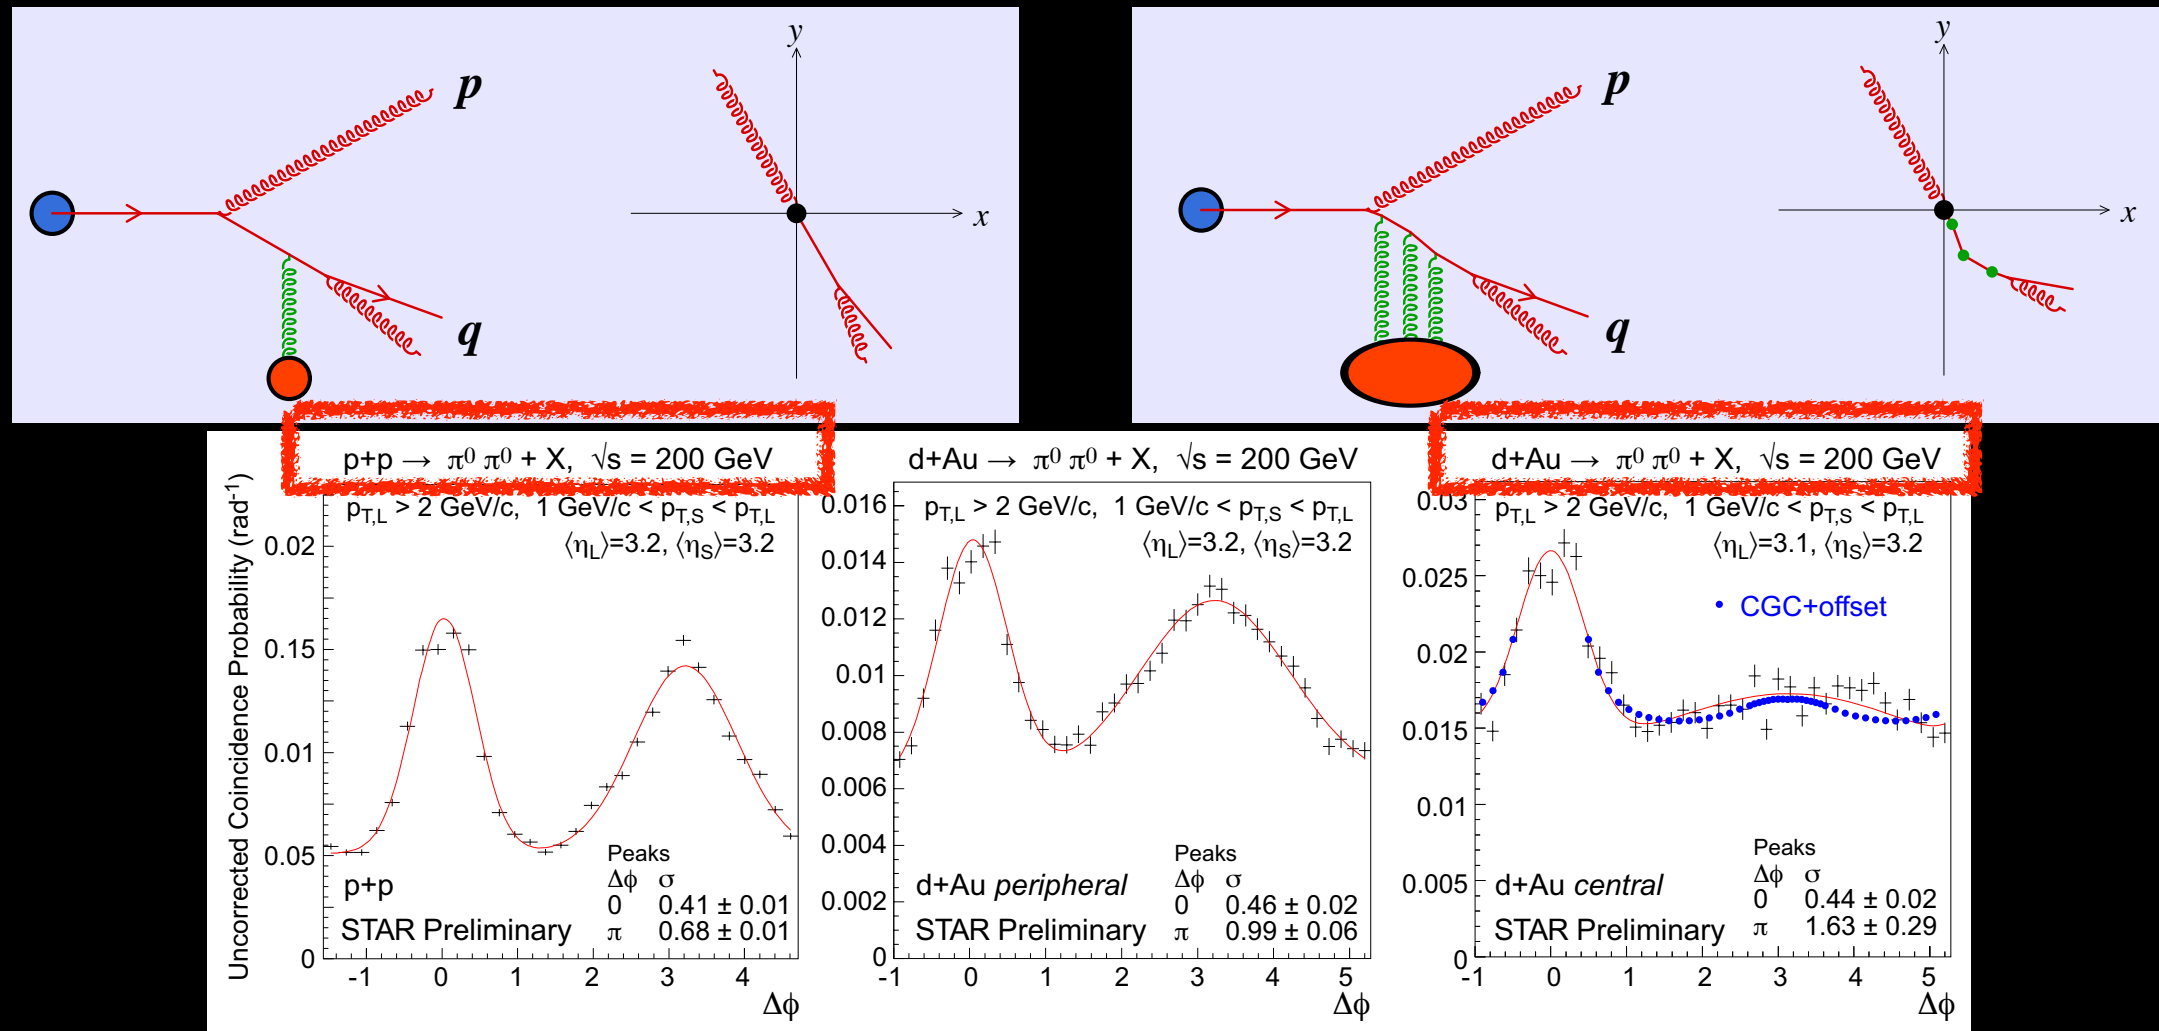 p
q
y
x
p
q
y
x
p+p → π⁰ π⁰ + X, √s = 200 GeV
p_T,L > 2 GeV/c, 1 GeV/c < p_T,S < p_T,L
⟨η_L⟩=3.2, ⟨η_S⟩=3.2
Uncorrected Coincidence Probability (rad⁻¹)
0.02
0.15
0.01
0.05
0
p+p
STAR Preliminary
Peaks
Δϕ σ
0 0.41 ± 0.01
π 0.68 ± 0.01
-1 0 1 2 3 4
Δϕ
d+Au → π⁰ π⁰ + X, √s = 200 GeV
p_T,L > 2 GeV/c, 1 GeV/c < p_T,S < p_T,L
⟨η_L⟩=3.2, ⟨η_S⟩=3.2
0.016
0.014
0.012
0.01
0.008
0.006
0.004
0.002
0
d+Au peripheral
STAR Preliminary
Peaks
Δϕ σ
0 0.46 ± 0.02
π 0.99 ± 0.06
-1 0 1 2 3 4 5
Δϕ
d+Au → π⁰ π⁰ + X, √s = 200 GeV
p_T,L > 2 GeV/c, 1 GeV/c < p_T,S < p_T,L
⟨η_L⟩=3.1, ⟨η_S⟩=3.2
CGC+offset
0.03
0.025
0.02
0.015
0.01
0.005
0
d+Au central
STAR Preliminary
Peaks
Δϕ σ
0 0.44 ± 0.02
π 1.63 ± 0.29
-1 0 1 2 3 4 5
Δϕ